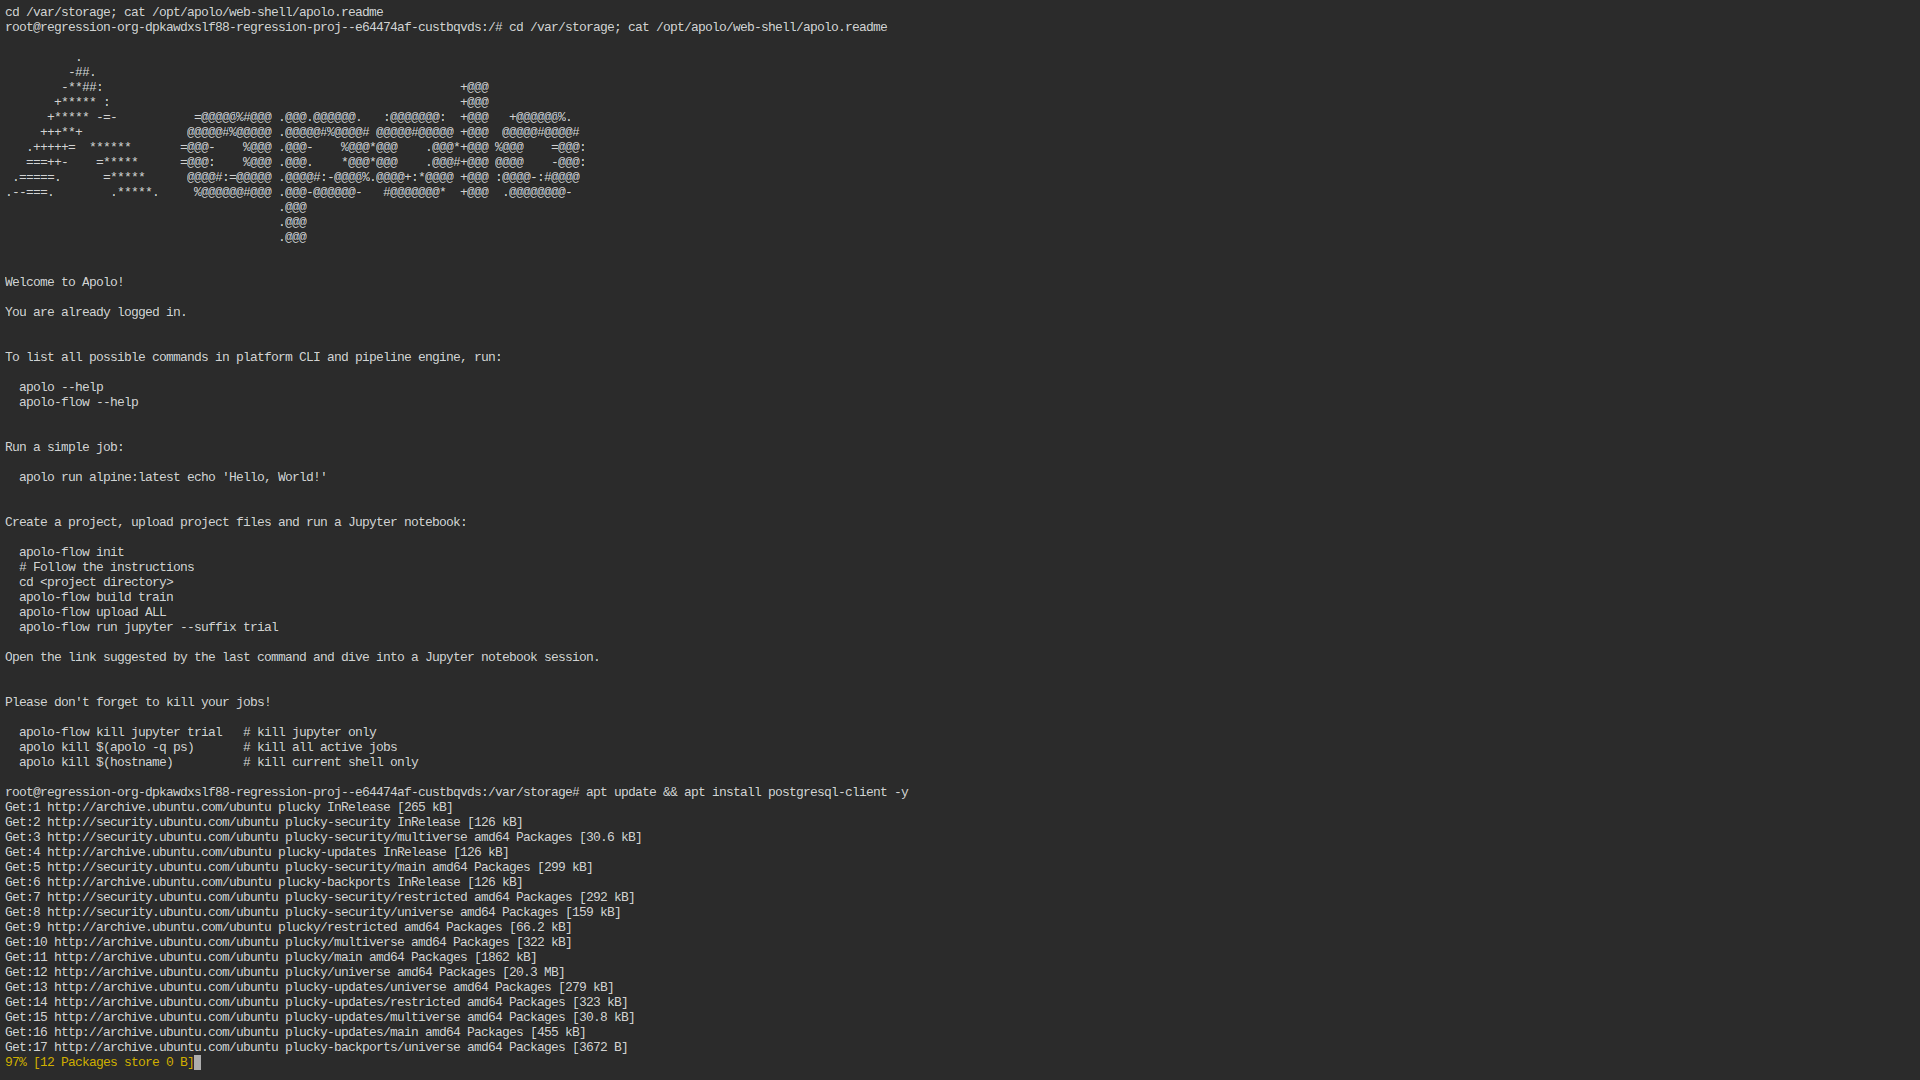 cd /var/storage; cat /opt/apolo/web-shell/apolo.readme
root@regression-org-dpkawdxslf88-regression-proj--e64474af-custbqvds:/# cd /var/storage; cat /opt/apolo/web-shell/apolo.readme

          .
         -##.
        -**##:                                                   +@@@
       +***** :                                                  +@@@
      +***** -=-           =@@@@@%#@@@ .@@@.@@@@@@.   :@@@@@@@:  +@@@   +@@@@@@%.
     +++**+               @@@@@#%@@@@@ .@@@@@#%@@@@# @@@@@#@@@@@ +@@@  @@@@@#@@@@#
   .+++++=  ******       =@@@-    %@@@ .@@@-    %@@@*@@@    .@@@*+@@@ %@@@    =@@@:
   ===++-    =*****      =@@@:    %@@@ .@@@.    *@@@*@@@    .@@@#+@@@ @@@@    -@@@:
 .=====.      =*****      @@@@#:=@@@@@ .@@@@#:-@@@@%.@@@@+:*@@@@ +@@@ :@@@@-:#@@@@
.--===.        .*****.     %@@@@@@#@@@ .@@@-@@@@@@-   #@@@@@@@*  +@@@  .@@@@@@@@-
                                       .@@@
                                       .@@@
                                       .@@@

Welcome to Apolo!

You are already logged in.

To list all possible commands in platform CLI and pipeline engine, run:

  apolo --help
  apolo-flow --help

Run a simple job:

  apolo run alpine:latest echo 'Hello, World!'

Create a project, upload project files and run a Jupyter notebook:

  apolo-flow init
  # Follow the instructions
  cd <project directory>
  apolo-flow build train
  apolo-flow upload ALL
  apolo-flow run jupyter --suffix trial

Open the link suggested by the last command and dive into a Jupyter notebook session.

Please don't forget to kill your jobs!

  apolo-flow kill jupyter trial   # kill jupyter only
  apolo kill $(apolo -q ps)       # kill all active jobs
  apolo kill $(hostname)          # kill current shell only

root@regression-org-dpkawdxslf88-regression-proj--e64474af-custbqvds:/var/storage# apt update && apt install postgresql-client -y
Get:1 http://archive.ubuntu.com/ubuntu plucky InRelease [265 kB]
Get:2 http://security.ubuntu.com/ubuntu plucky-security InRelease [126 kB]
Get:3 http://security.ubuntu.com/ubuntu plucky-security/multiverse amd64 Packages [30.6 kB]
Get:4 http://archive.ubuntu.com/ubuntu plucky-updates InRelease [126 kB]
Get:5 http://security.ubuntu.com/ubuntu plucky-security/main amd64 Packages [299 kB]
Get:6 http://archive.ubuntu.com/ubuntu plucky-backports InRelease [126 kB]
Get:7 http://security.ubuntu.com/ubuntu plucky-security/restricted amd64 Packages [292 kB]
Get:8 http://security.ubuntu.com/ubuntu plucky-security/universe amd64 Packages [159 kB]
Get:9 http://archive.ubuntu.com/ubuntu plucky/restricted amd64 Packages [66.2 kB]
Get:10 http://archive.ubuntu.com/ubuntu plucky/multiverse amd64 Packages [322 kB]
Get:11 http://archive.ubuntu.com/ubuntu plucky/main amd64 Packages [1862 kB]
Get:12 http://archive.ubuntu.com/ubuntu plucky/universe amd64 Packages [20.3 MB]
Get:13 http://archive.ubuntu.com/ubuntu plucky-updates/universe amd64 Packages [279 kB]
Get:14 http://archive.ubuntu.com/ubuntu plucky-updates/restricted amd64 Packages [323 kB]
Get:15 http://archive.ubuntu.com/ubuntu plucky-updates/multiverse amd64 Packages [30.8 kB]
Get:16 http://archive.ubuntu.com/ubuntu plucky-updates/main amd64 Packages [455 kB]
Get:17 http://archive.ubuntu.com/ubuntu plucky-backports/universe amd64 Packages [3672 B]
97% [12 Packages store 0 B]